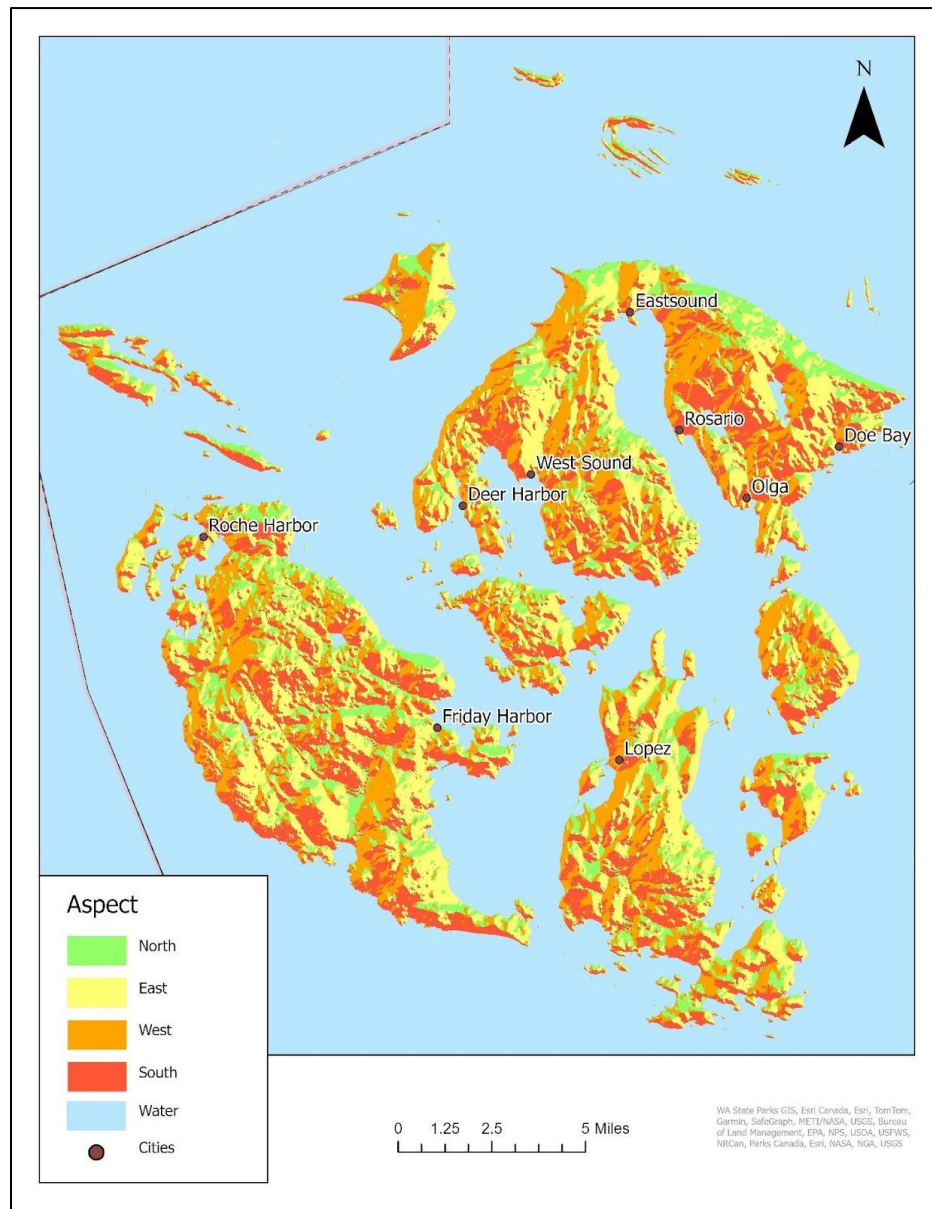 N
Eastsound
Rosario
Doe Bay
West Sound
Olga
Deer Harbor
Roche Harbor
Friday Harbor
Lopez
Aspect
North
East
West
South
Water
Cities
0 1.25 2.5 5 Miles
WA State Parks GIS, Esri Canada, Esri, TomTom,
Garmin, SafeGraph, METI/NASA, USGS, Bureau
of Land Management, EPA, NPS, USDA, USFWS,
NRCan, Parks Canada, Esri, NASA, NGA, USGS